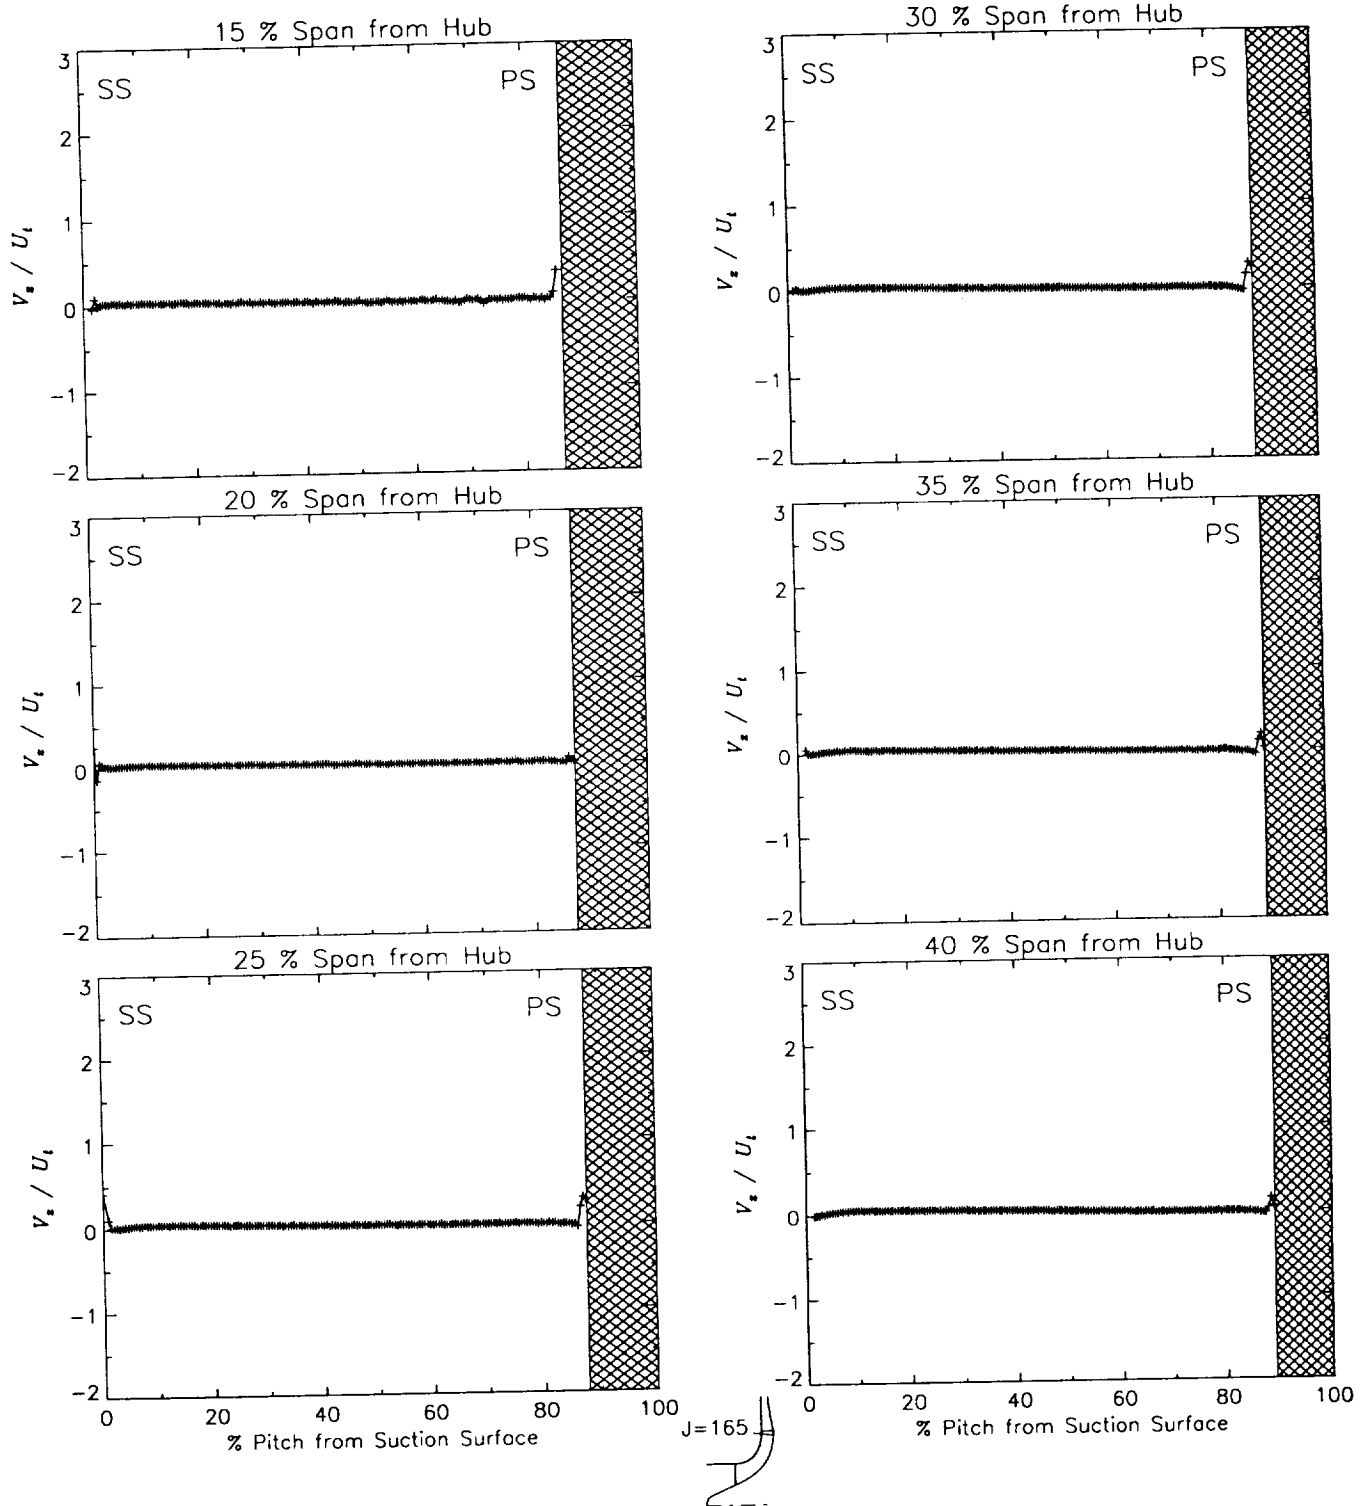 15 % Span from Hub
3
2
1
0
−1
−2
SS
PS
V_z / U_t
20 % Span from Hub
3
2
1
0
−1
−2
SS
PS
V_z / U_t
25 % Span from Hub
3
2
1
0
−1
−2
SS
PS
V_z / U_t
0 20 40 60 80 100
% Pitch from Suction Surface
30 % Span from Hub
3
2
1
0
−1
−2
SS
PS
V_z / U_t
35 % Span from Hub
3
2
1
0
−1
−2
SS
PS
V_z / U_t
40 % Span from Hub
3
2
1
0
−1
−2
SS
PS
V_z / U_t
0 20 40 60 80 100
% Pitch from Suction Surface
J=165